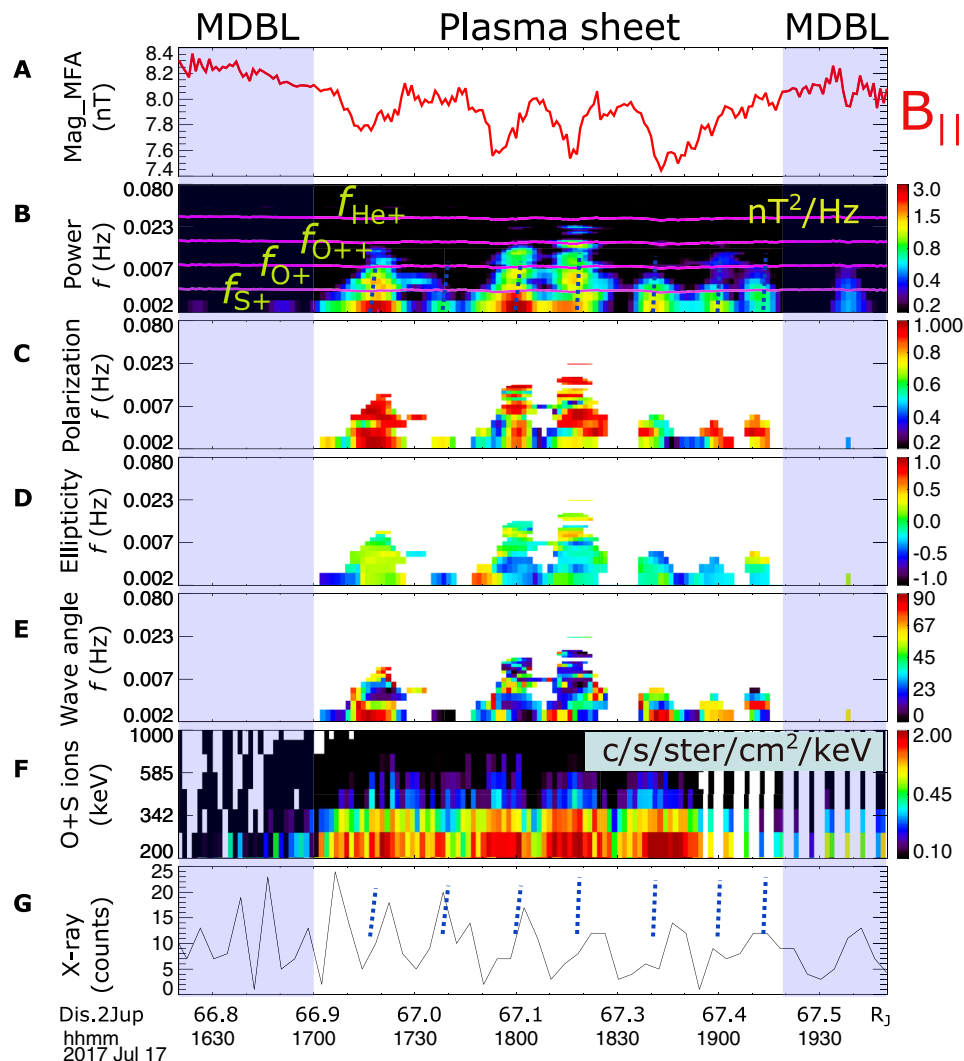 MDBL Plasma sheet MDBL
A
Mag_MFA
(nT)
8.4
8.2
8.0
7.8
7.6
7.4
B||
B
Power
f (Hz)
0.080
0.023
0.007
0.002
fHe+
fO++
fO+
fS+
nT²/Hz
3.0
1.5
0.8
0.4
0.2
C
Polarization
f (Hz)
0.080
0.023
0.007
0.002
1.000
0.8
0.6
0.4
0.2
D
Ellipticity
f (Hz)
0.080
0.023
0.007
0.002
1.0
0.5
0.0
-0.5
-1.0
E
Wave angle
f (Hz)
0.080
0.023
0.007
0.002
90
67
45
23
0
F
O+S ions
(keV)
1000
585
342
200
c/s/ster/cm²/keV
2.00
0.45
0.10
G
X-ray
(counts)
25
20
15
10
5
0
Dis.2Jup 66.8 66.9 67.0 67.1 67.3 67.4 67.5 RJ
hhmm 1630 1700 1730 1800 1830 1900 1930
2017 Jul 17